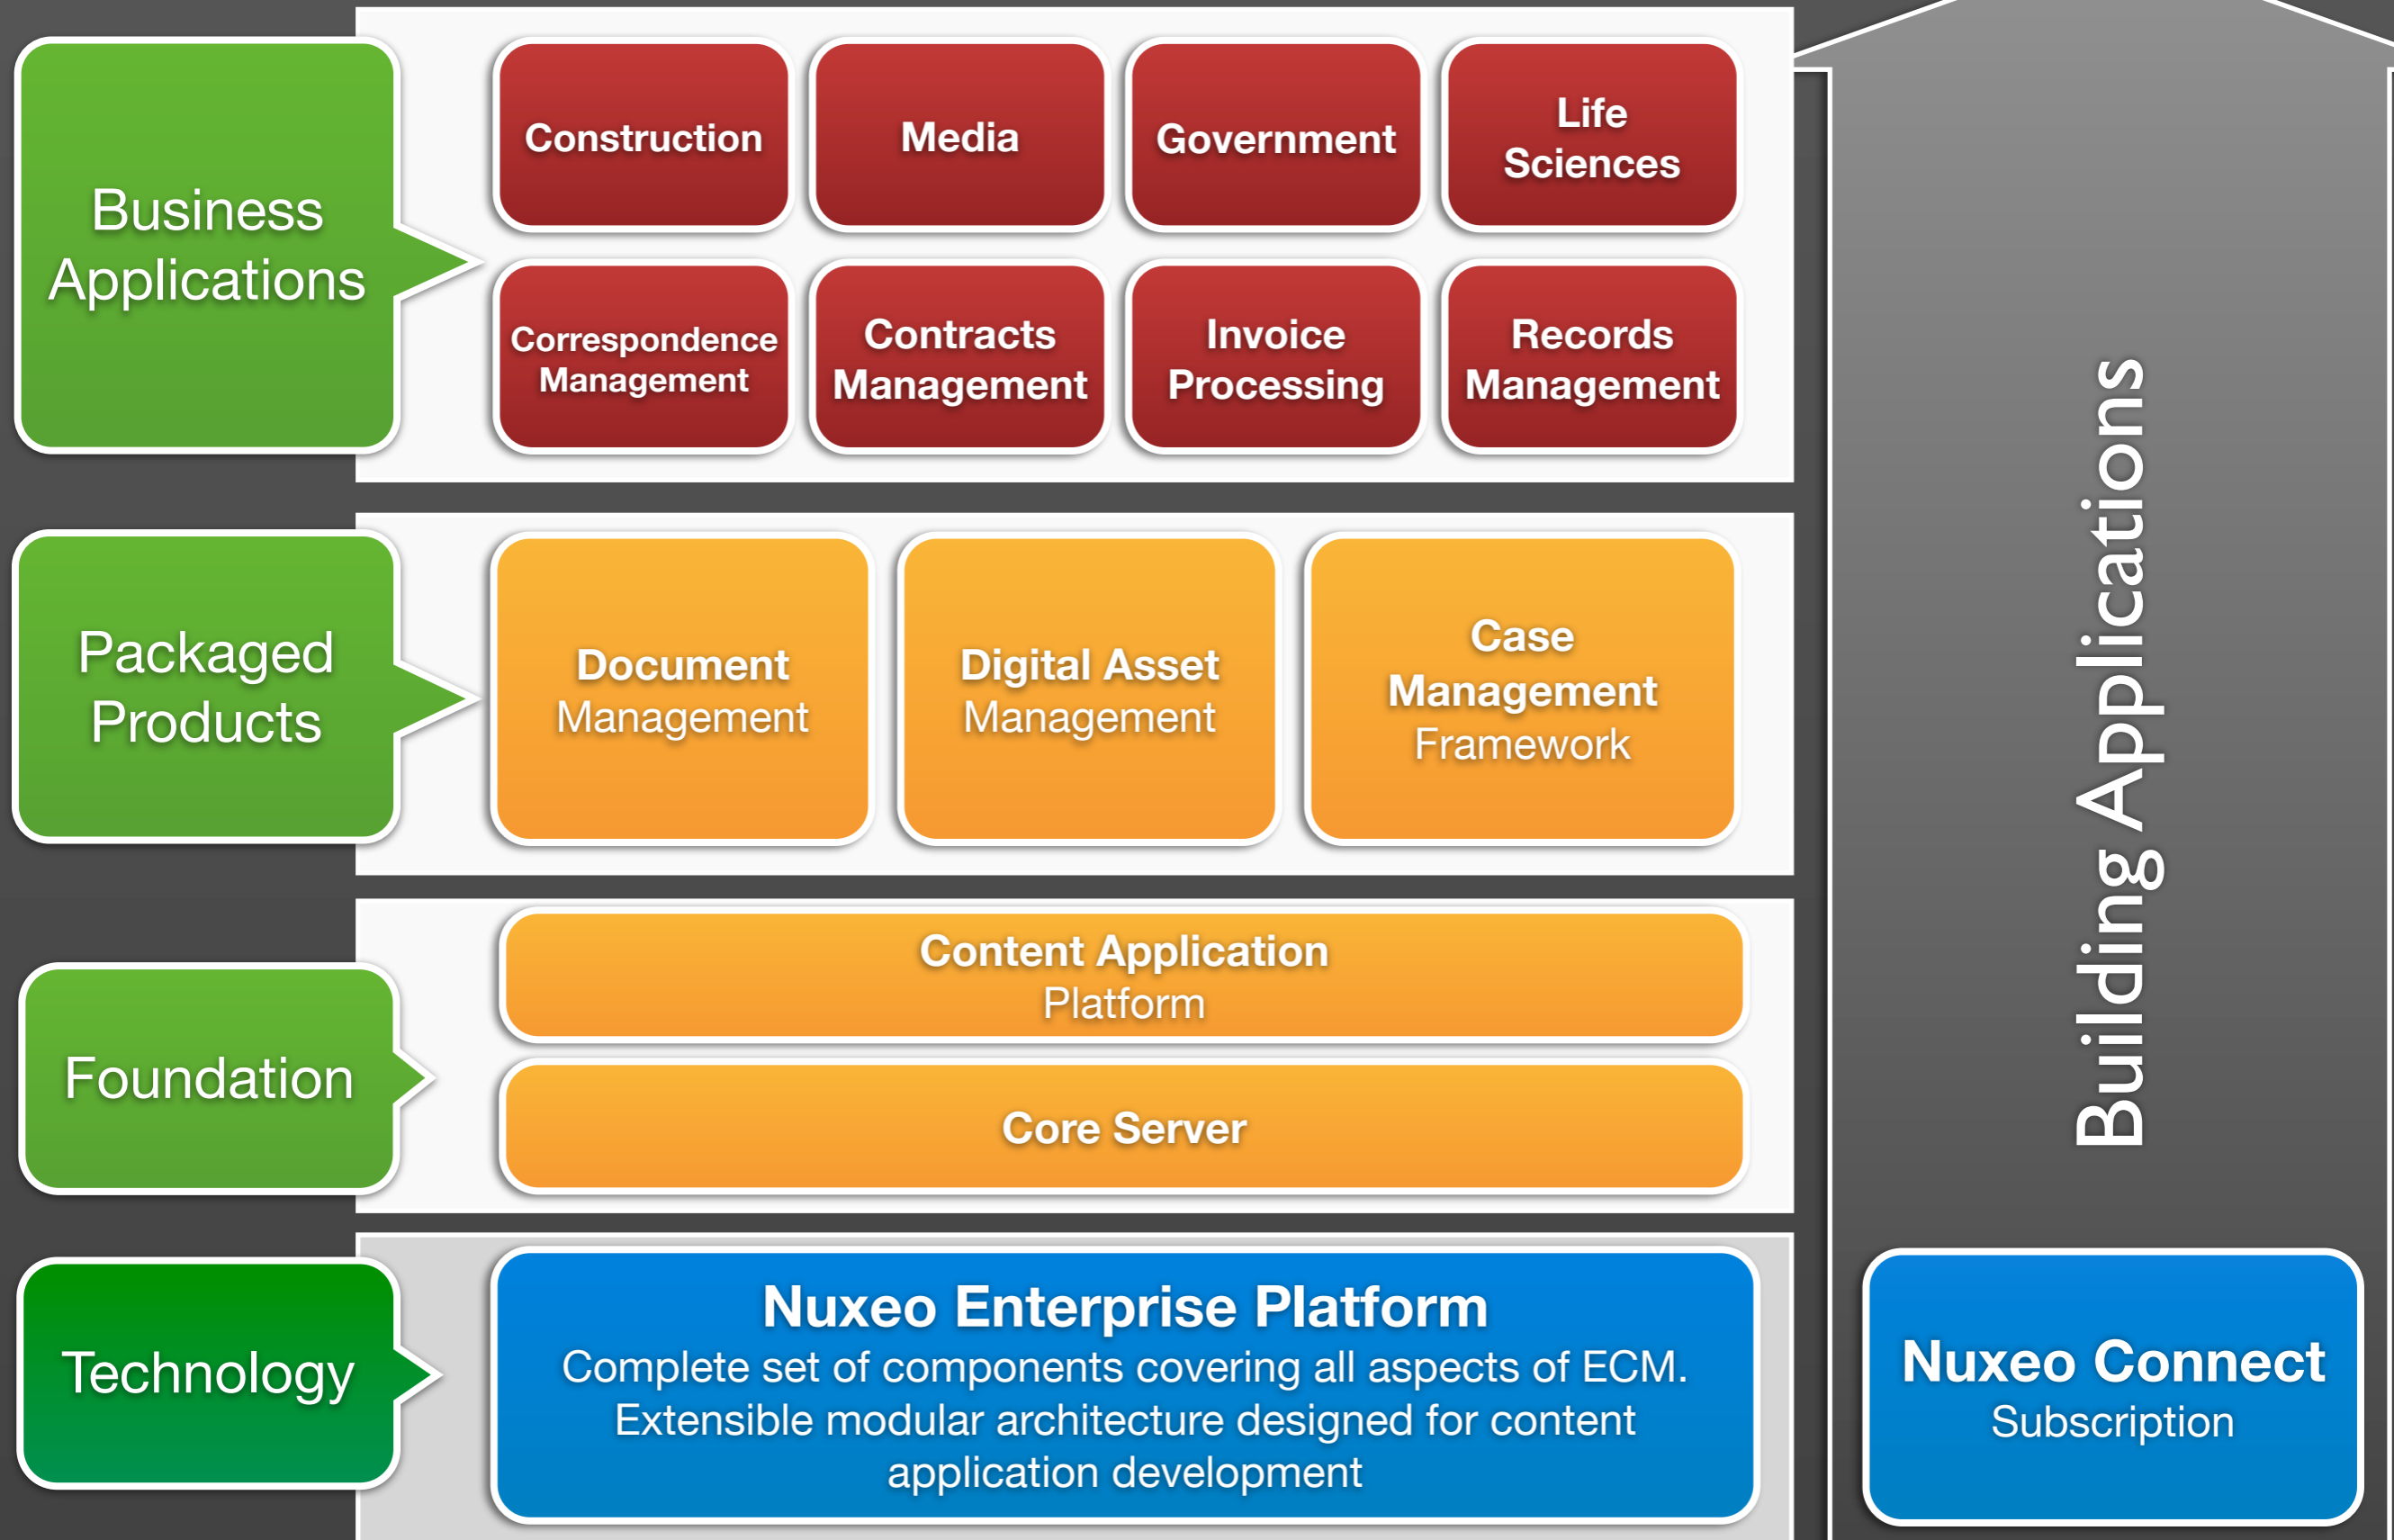 Business
Applications
Construction
Media
Government
Life
Sciences
Correspondence
Management
Contracts
Management
Invoice
Processing
Records
Management
Packaged
Products
Document
Management
Digital Asset
Management
Case
Management
Framework
Foundation
Content Application
Platform
Core Server
Technology
Nuxeo Enterprise Platform
Complete set of components covering all aspects of ECM.
Extensible modular architecture designed for content
application development
Building Applications
Nuxeo Connect
Subscription